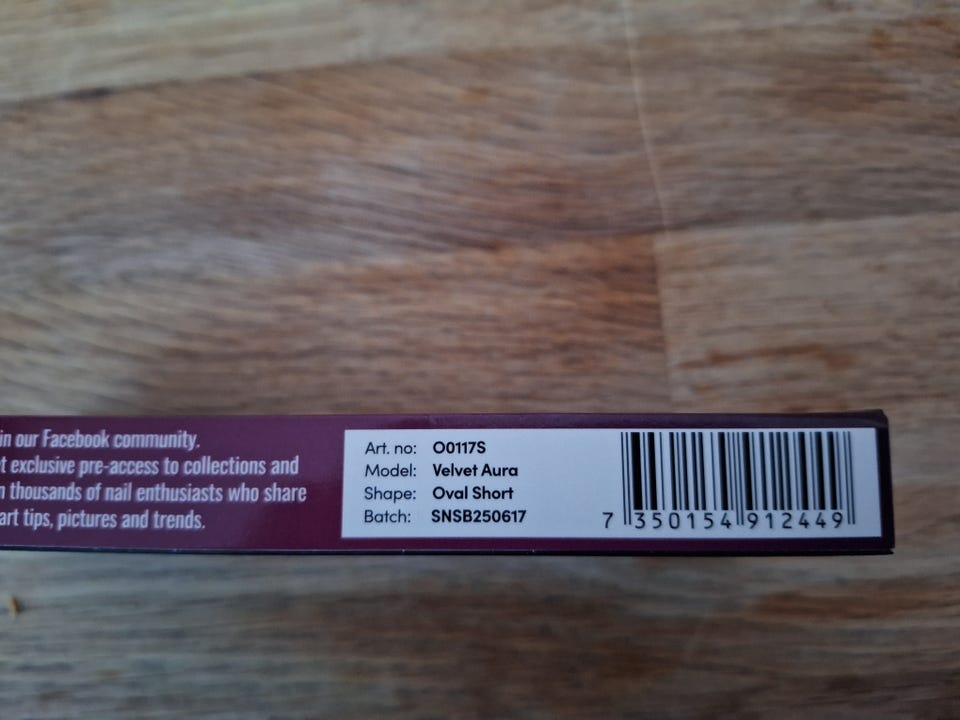 in our Facebook community.
exclusive pre-access to collections and
thousands of nail enthusiasts who share
art tips, pictures and trends.
Art. no: O0117S
Model: Velvet Aura
Shape: Oval Short
Batch: SNSB250617
7 350154 912449